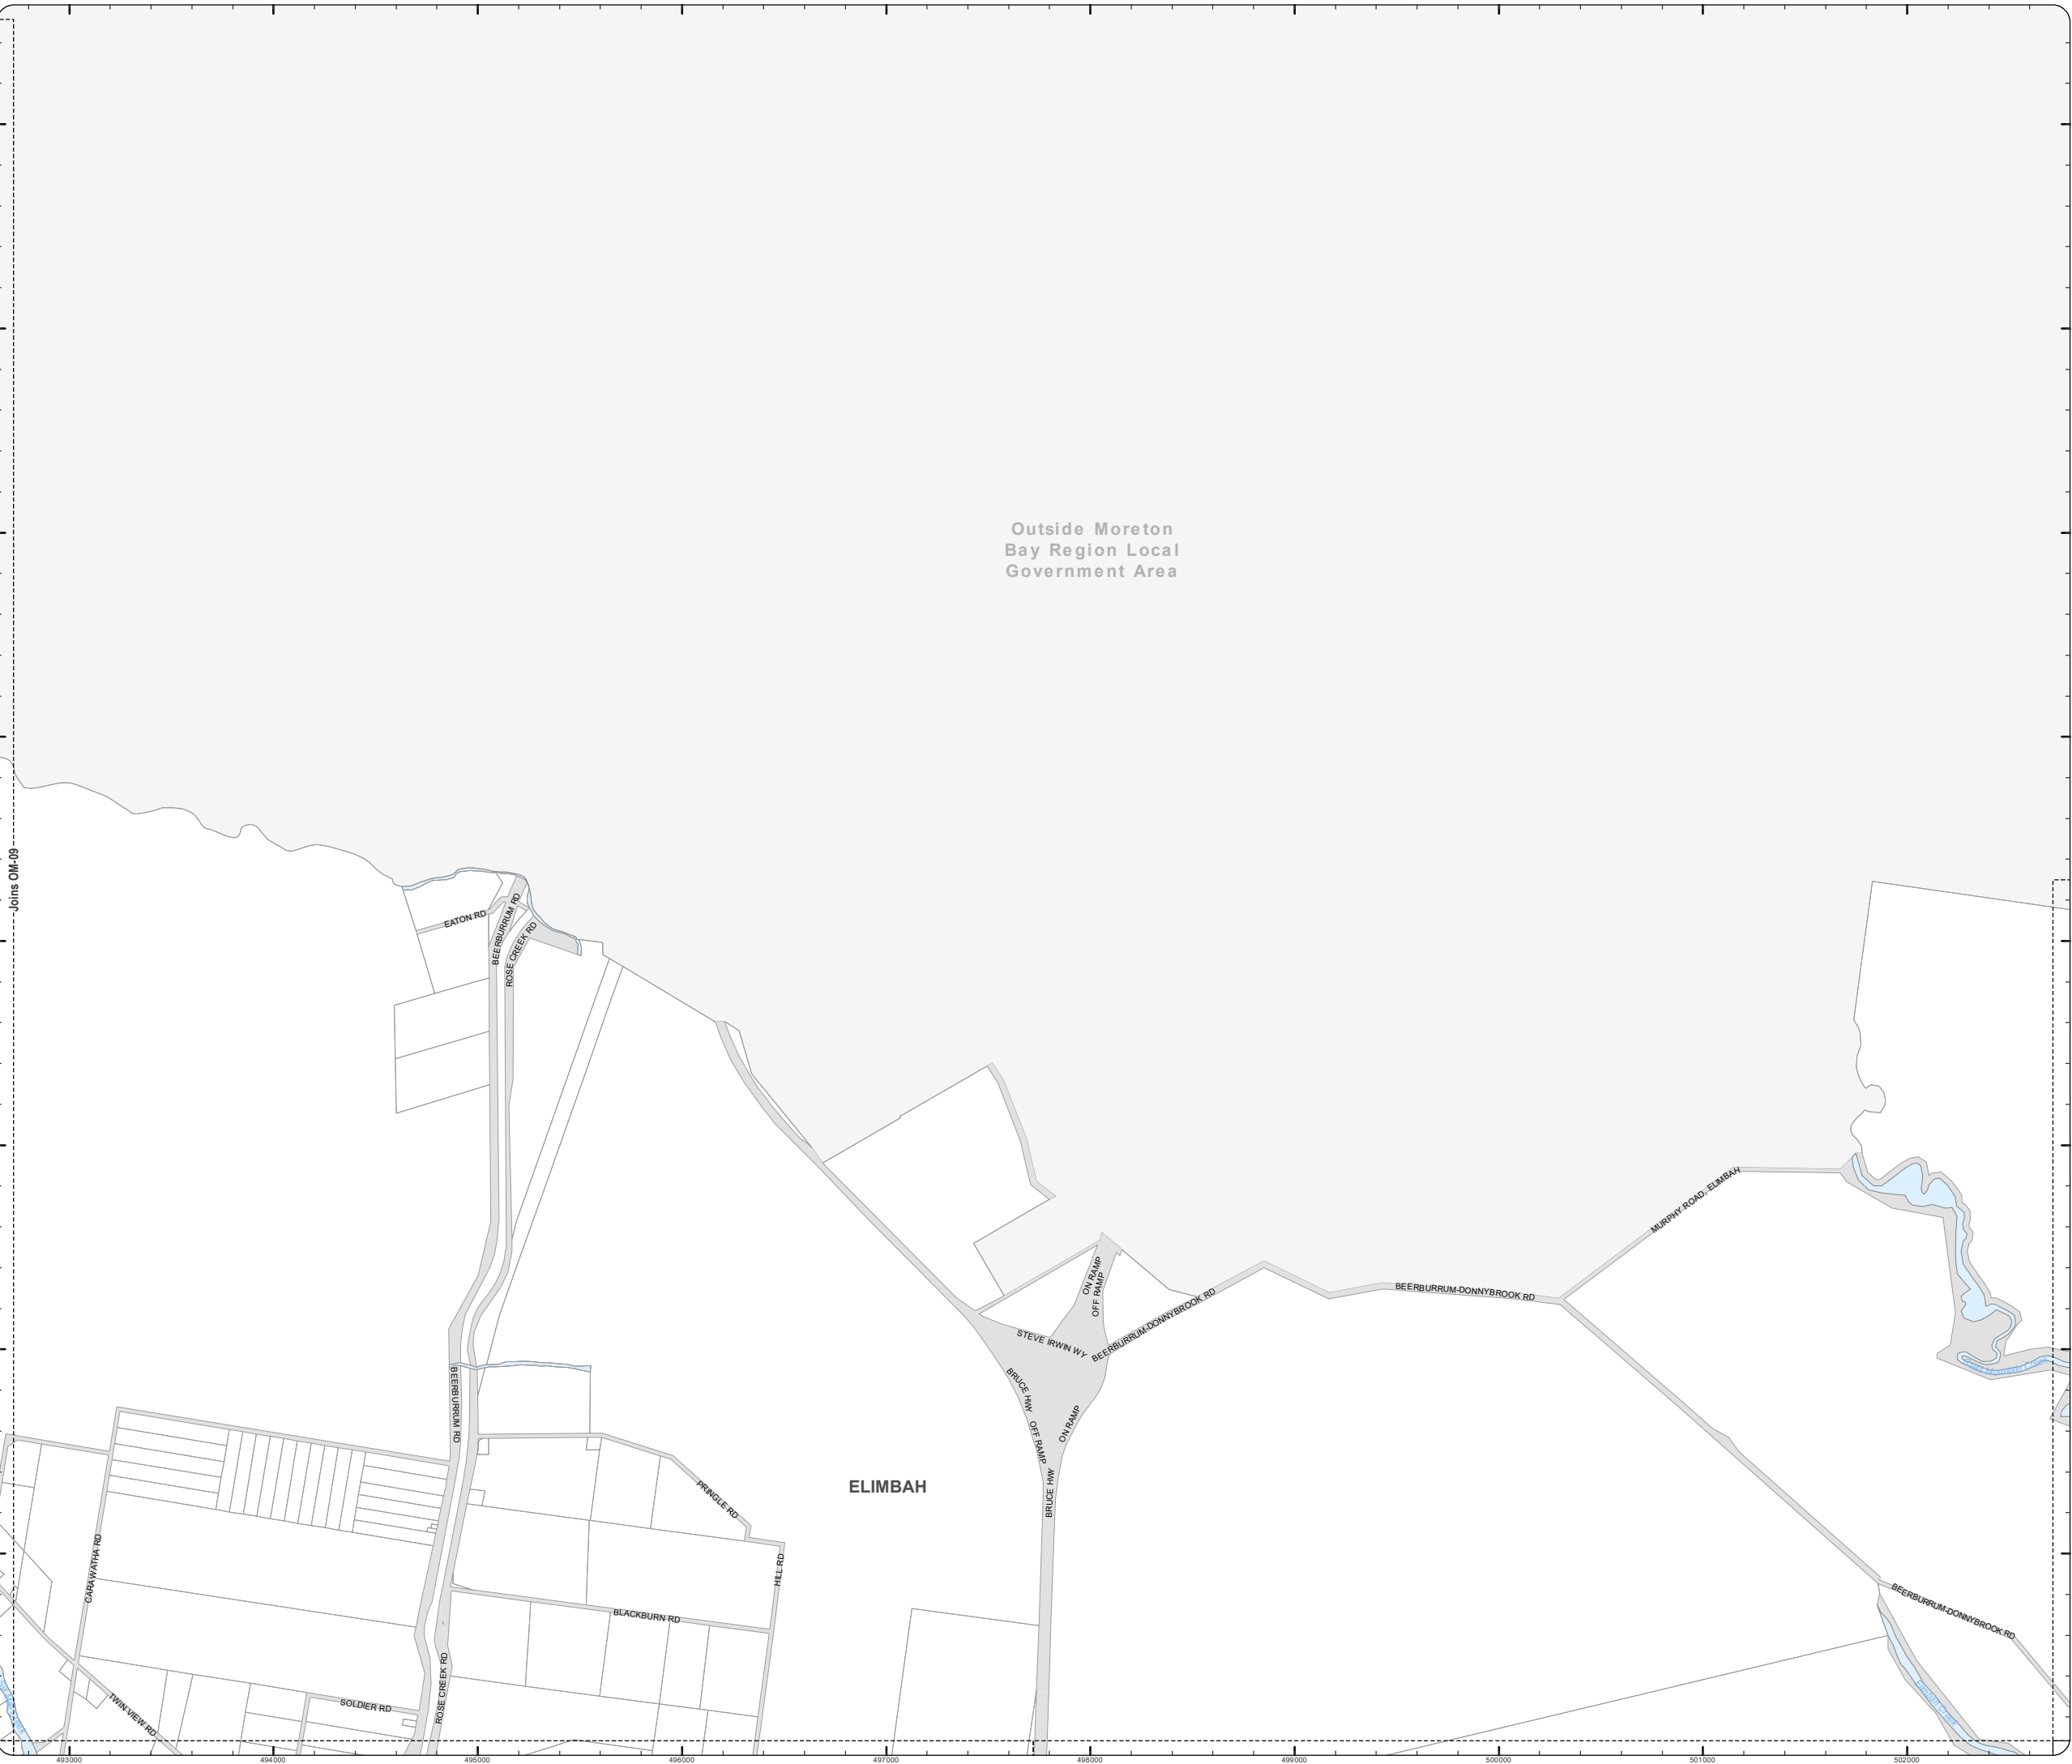 Outside Moreton
Bay Region Local
Government Area
Joins OM-09
EATON RD
BEERBURRUM RD
ROSE CREEK RD
MURPHY ROAD, ELIMBAH
ON RAMP
OFF RAMP
BEERBURRUM-DONNYBROOK RD
BEERBURRUM-DONNYBROOK RD
STEVE IRWIN WY
BRUCE HWY
BEERBURRUM RD
ON RAMP
OFF RAMP
ELIMBAH
PRINGLE RD
BRUCE HWY
CARAWATHA RD
HILL RD
BLACKBURN RD
BEERBURRUM-DONNYBROOK RD
ROSE CREEK RD
SOLDIER RD
TWIN VIEW RD
Elimbah Creek
493000 494000 495000 496000 497000 498000 499000 500000 501000 502000